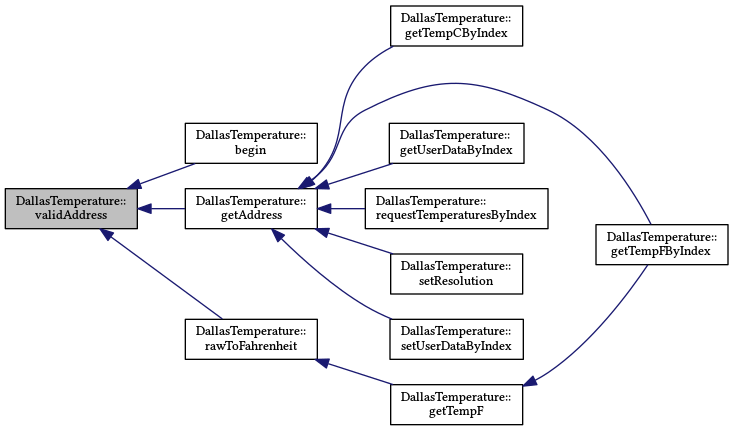 DallasTemperature::
getTempCByIndex
DallasTemperature::
begin
DallasTemperature::
getUserDataByIndex
DallasTemperature::
validAddress
DallasTemperature::
getAddress
DallasTemperature::
requestTemperaturesByIndex
DallasTemperature::
getTempFByIndex
DallasTemperature::
setResolution
DallasTemperature::
rawToFahrenheit
DallasTemperature::
setUserDataByIndex
DallasTemperature::
getTempF